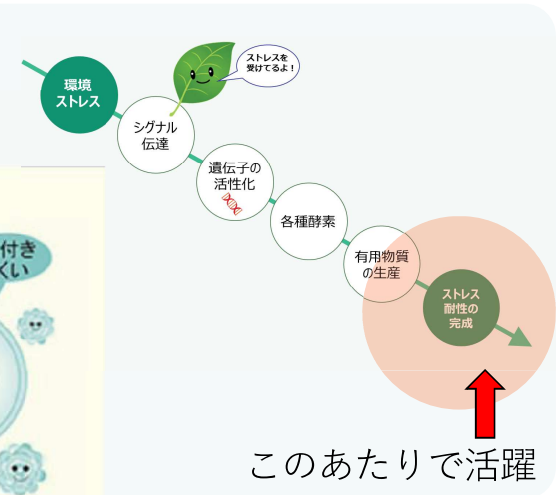 ストレスを
受けてるよ！
環境
ストレス
シグナル
伝達
遺伝子の
活性化
各種酵素
有用物質
の生産
ストレス
耐性の
完成
付き
くい
このあたりで活躍